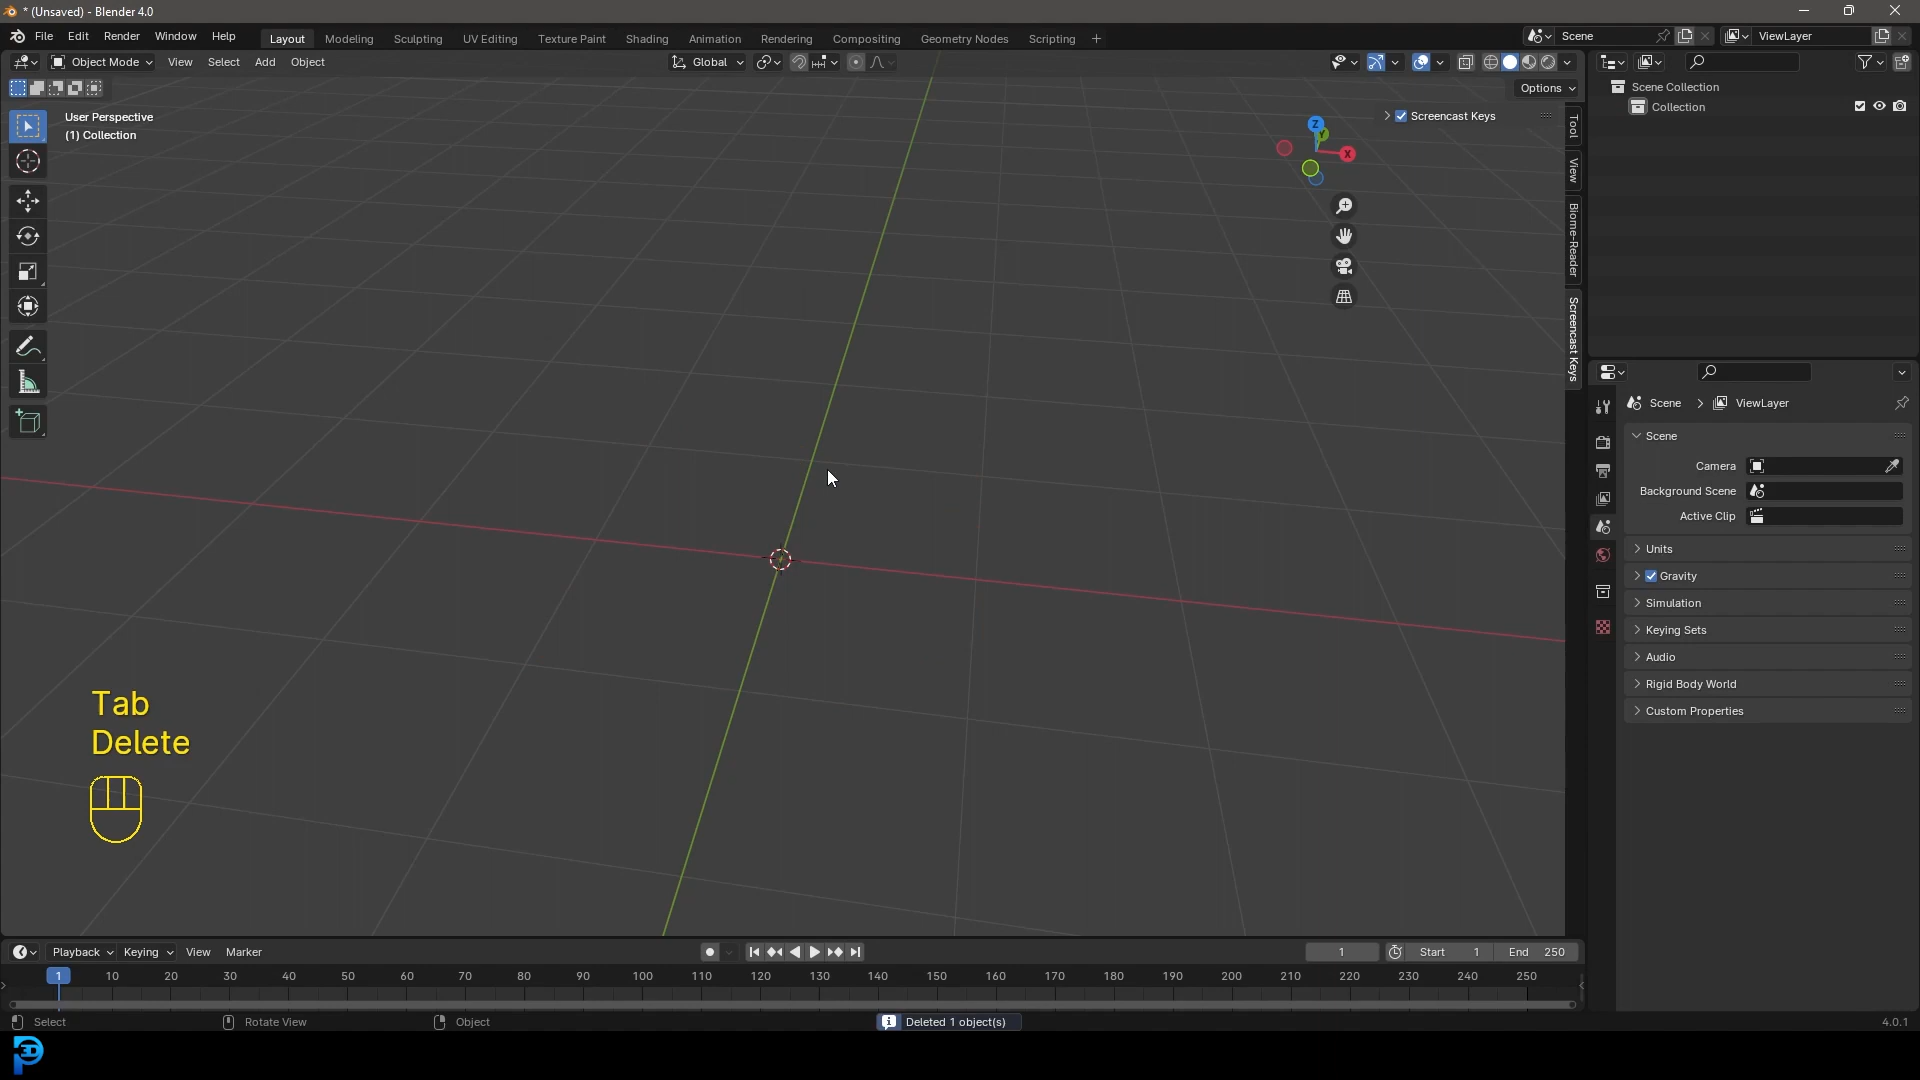 * (Unsaved) - Blender 4.0
File Edit Render Window Help Layout Modeling Sculpting UV Editing Texture Paint Shading Animation Rendering Compositing Geometry Nodes Scripting + Scene ViewLayer
Object Mode View Select Add Object Global
Options
User Perspective
(1) Collection
Screencast Keys
Z
Y
X
Tool
View
Biome-Reader
Screencast Keys
Scene Collection
Collection
Scene > ViewLayer
Scene
Camera
Background Scene
Active Clip
Units
Gravity
Simulation
Keying Sets
Audio
Rigid Body World
Custom Properties
Tab
Delete
Playback Keying View Marker 1 Start 1 End 250
1 10 20 30 40 50 60 70 80 90 100 110 120 130 140 150 160 170 180 190 200 210 220 230 240 250
Select Rotate View Object Deleted 1 object(s) 4.0.1
P3D